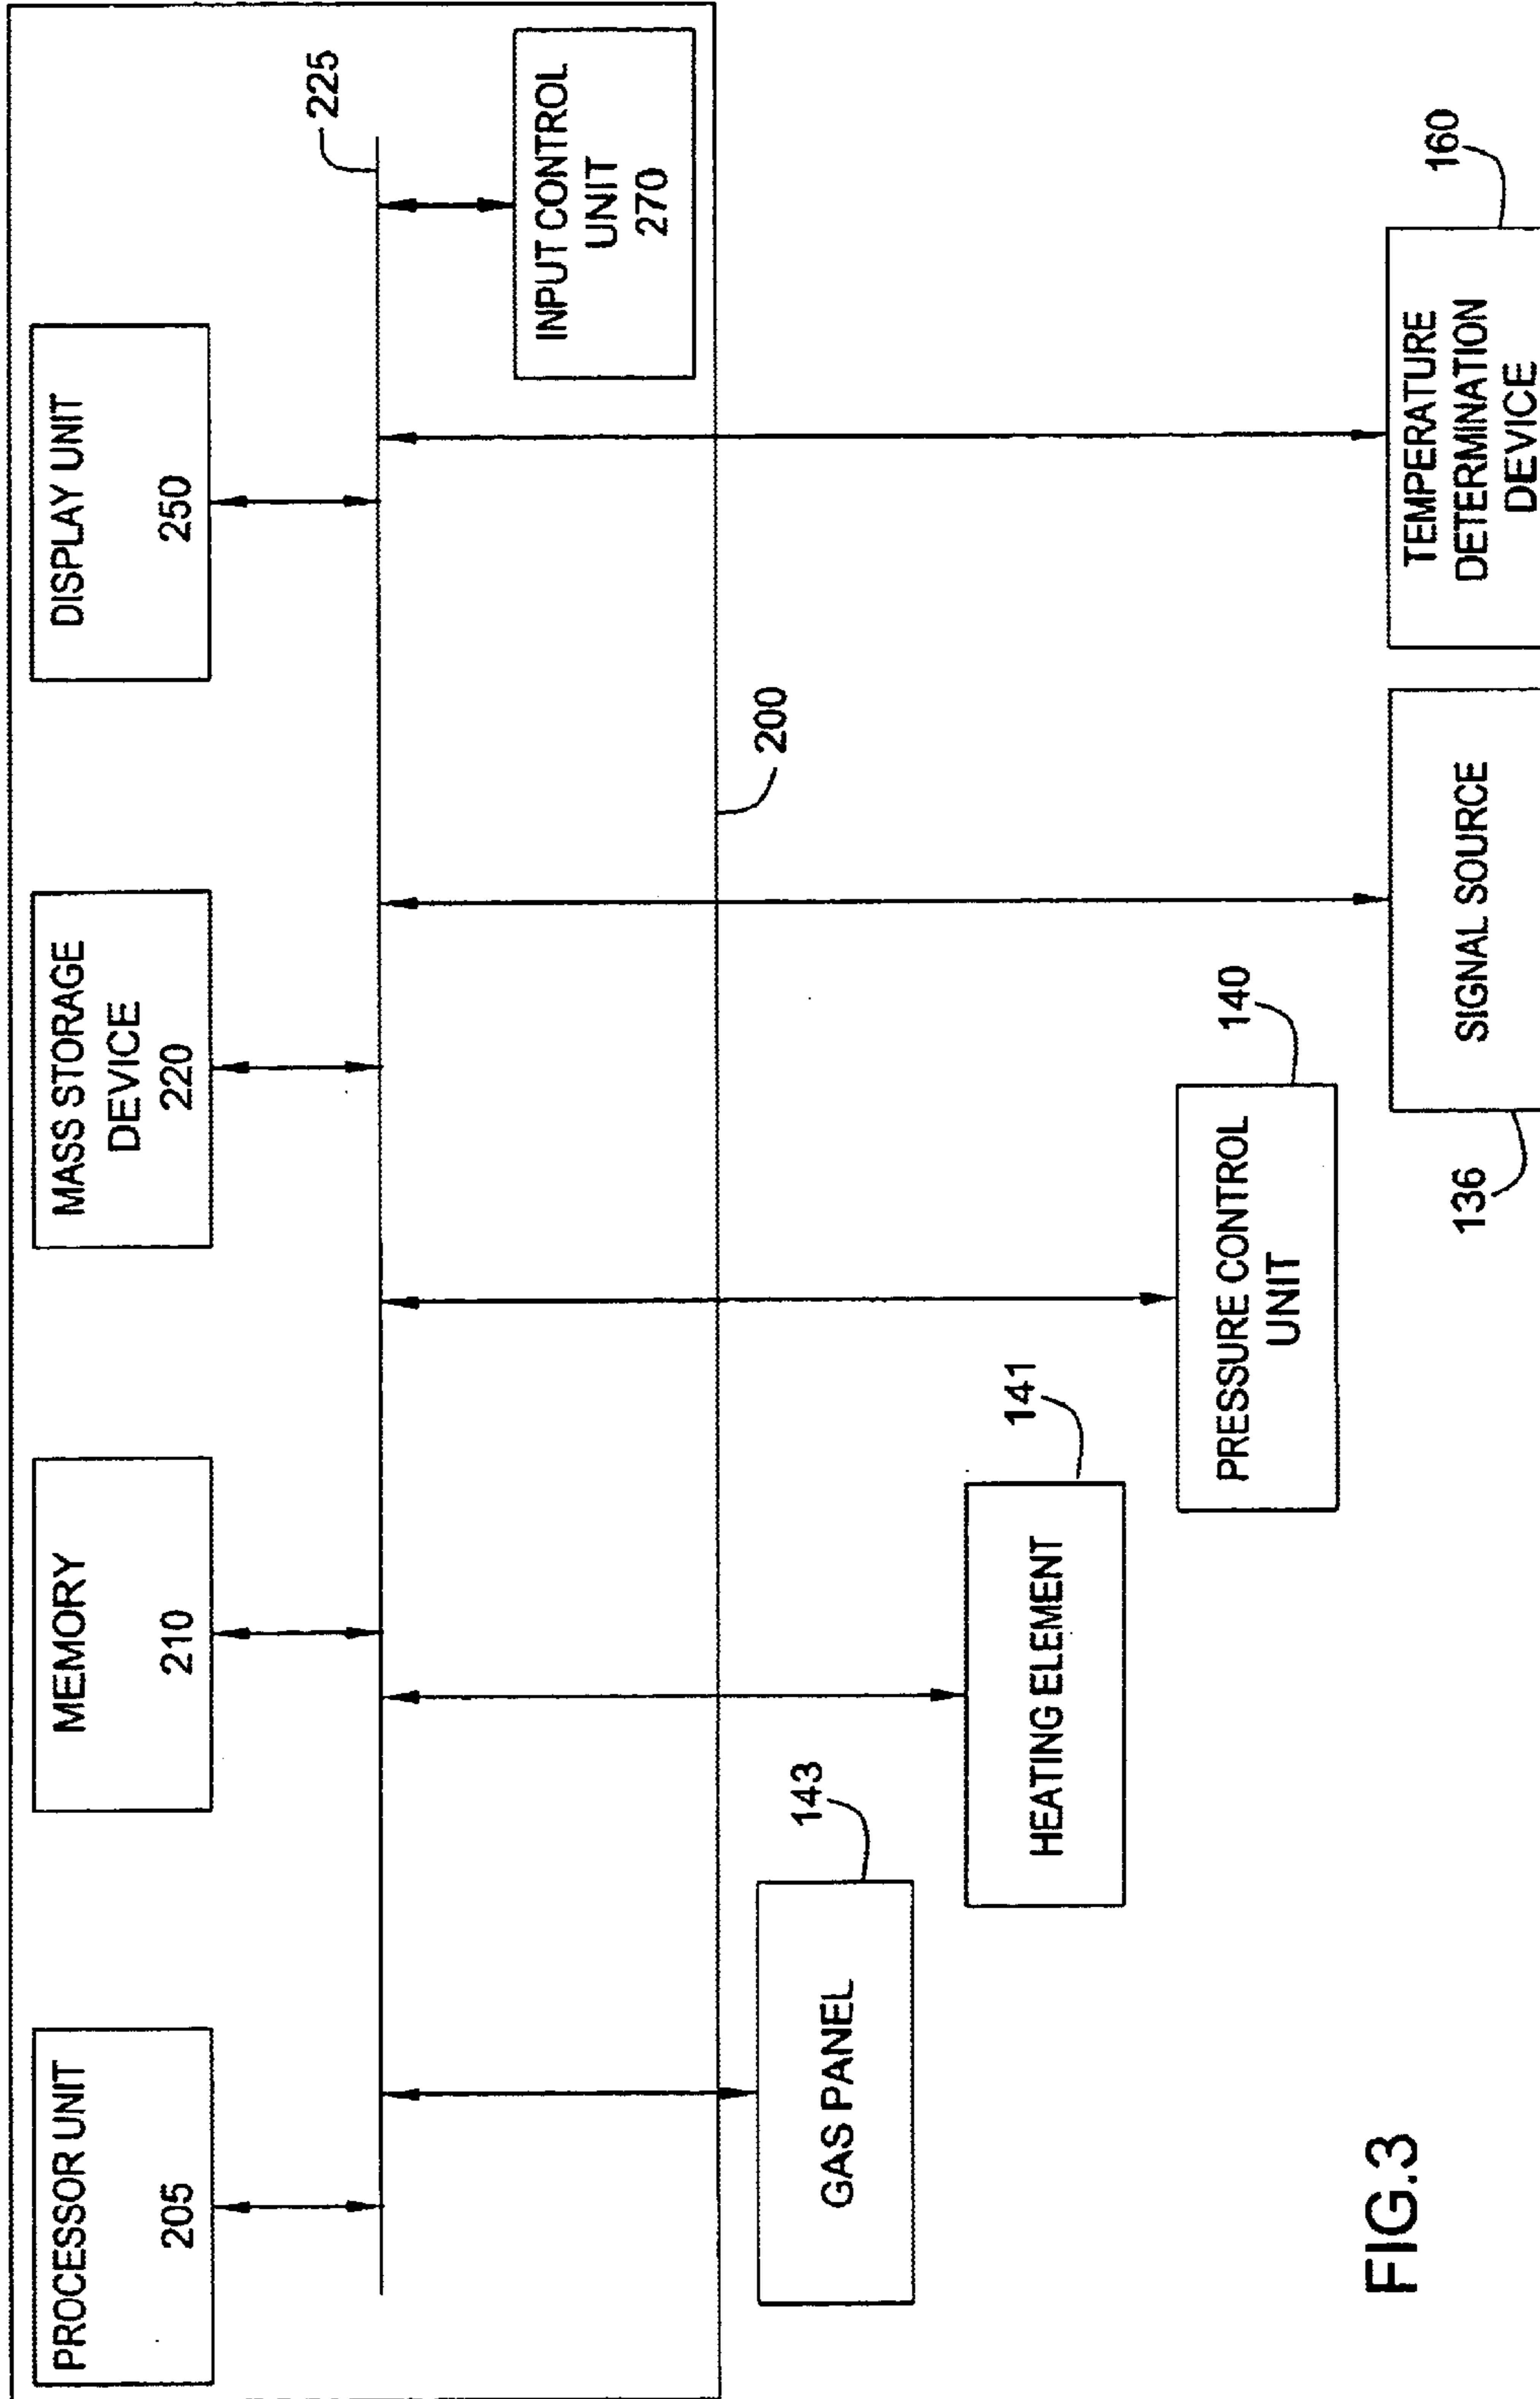 PROCESSOR UNIT
205
MEMORY
210
MASS STORAGE
DEVICE
220
DISPLAY UNIT
250
225
INPUT CONTROL
UNIT
270
200
GAS PANEL
143
HEATING ELEMENT
141
PRESSURE CONTROL
UNIT
140
SIGNAL SOURCE
136
TEMPERATURE
DETERMINATION
DEVICE
160
FIG.3